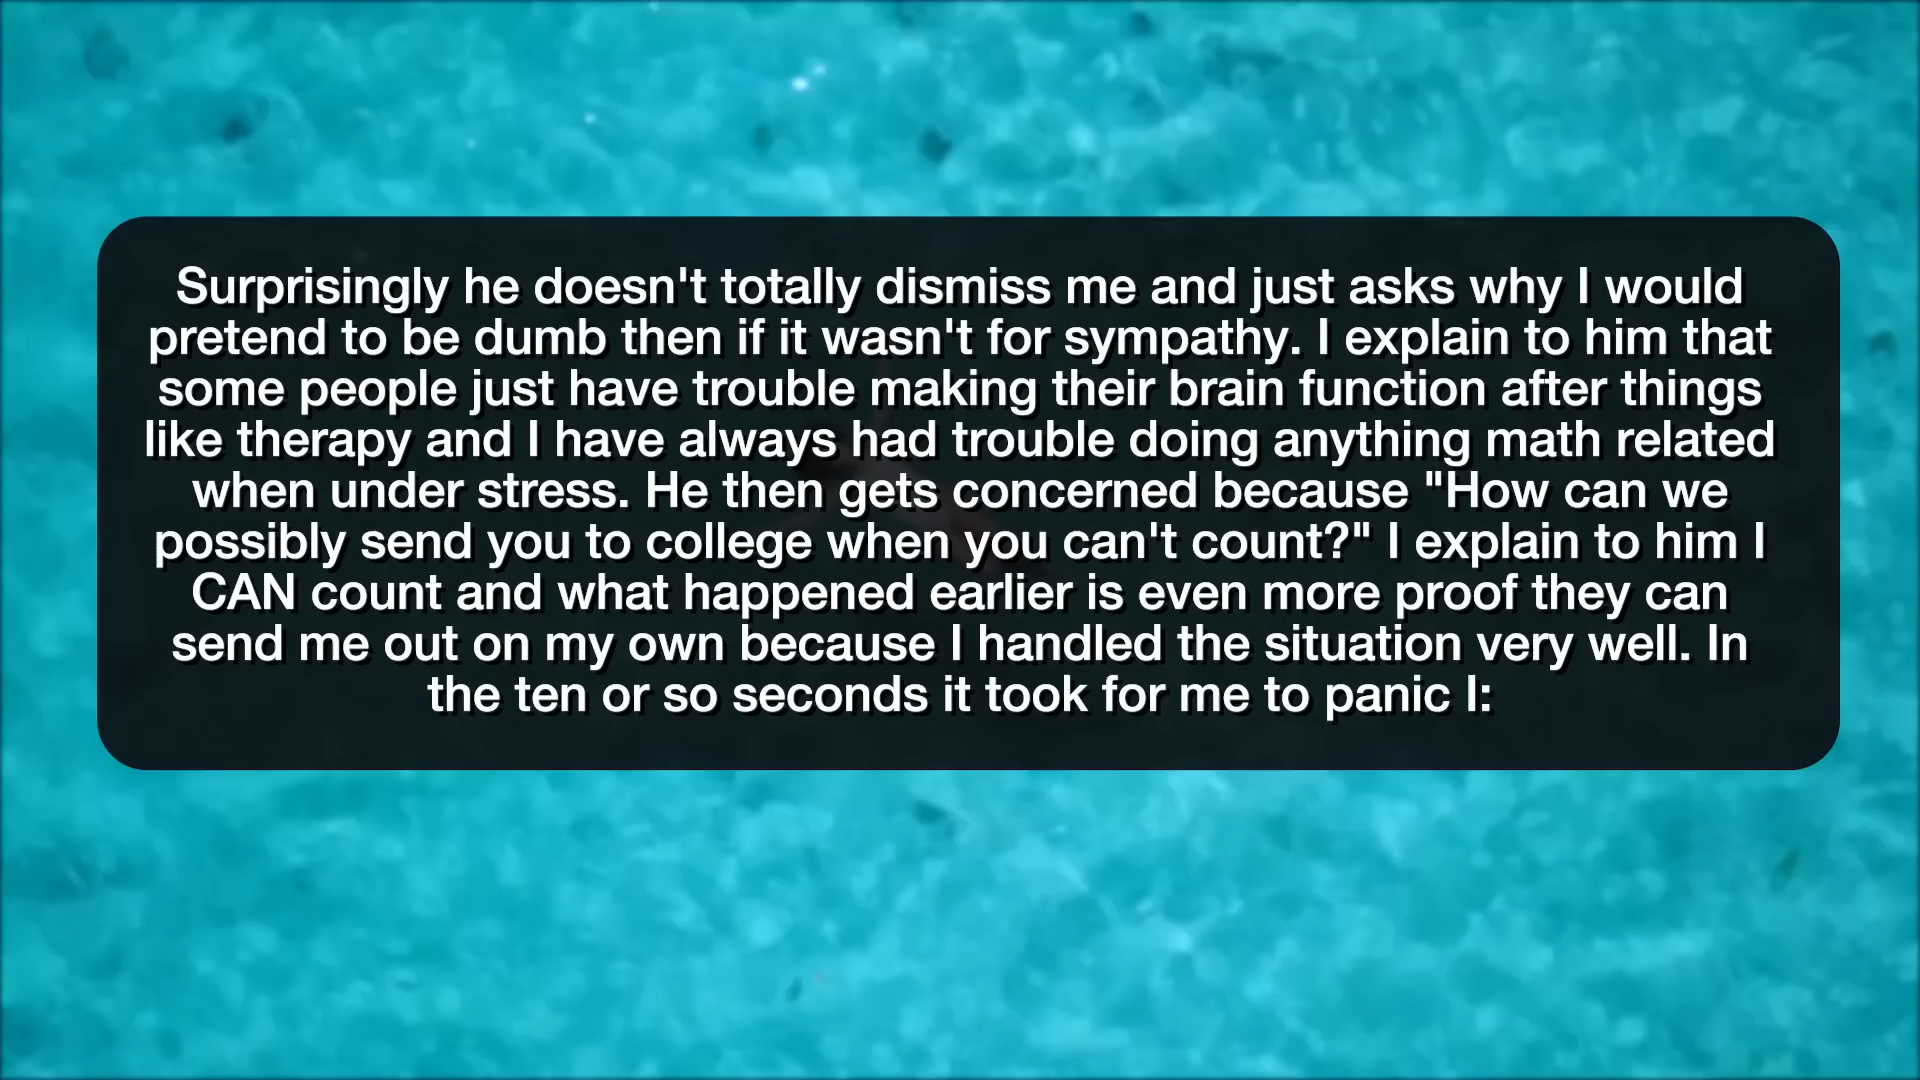 Surprisingly he doesn't totally dismiss me and just asks why I would
pretend to be dumb then if it wasn't for sympathy. I explain to him that
some people just have trouble making their brain function after things
like therapy and I have always had trouble doing anything math related
when under stress. He then gets concerned because "How can we
possibly send you to college when you can't count?" I explain to him I
CAN count and what happened earlier is even more proof they can
send me out on my own because I handled the situation very well. In
the ten or so seconds it took for me to panic I: